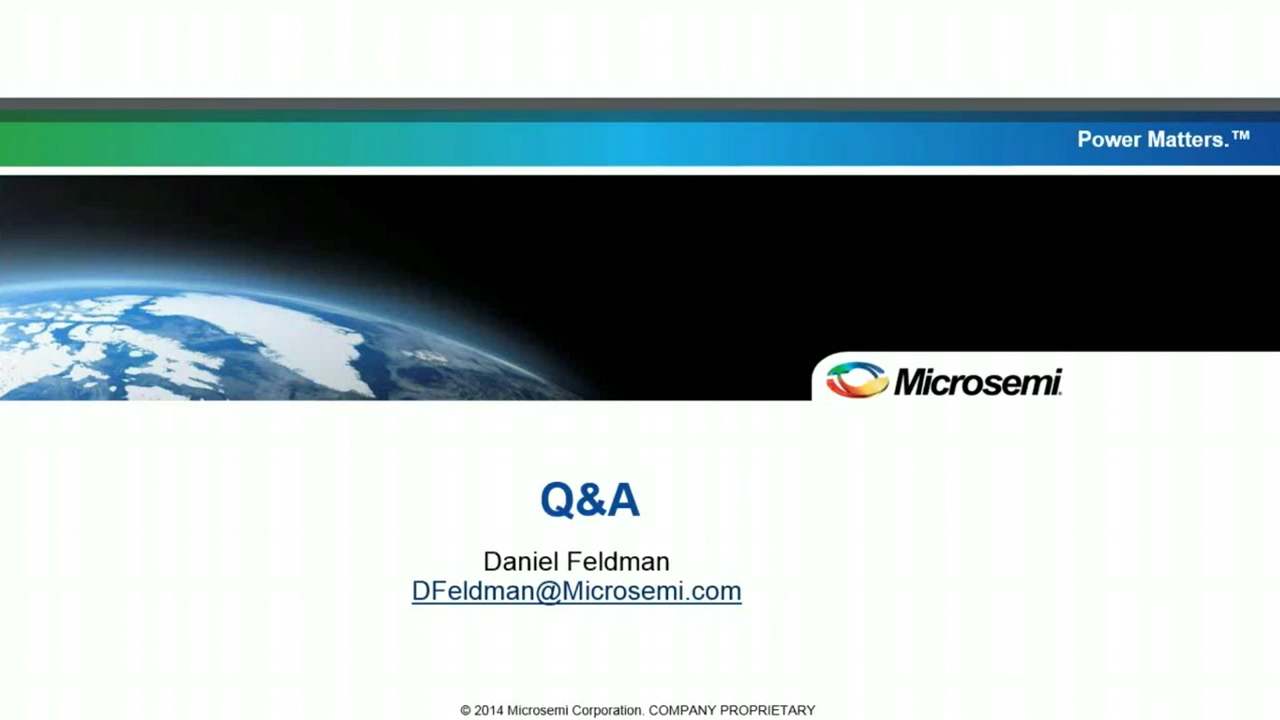 Power Matters.™
Microsemi
Q&A
Daniel Feldman
DFeldman@Microsemi.com
© 2014 Microsemi Corporation. COMPANY PROPRIETARY